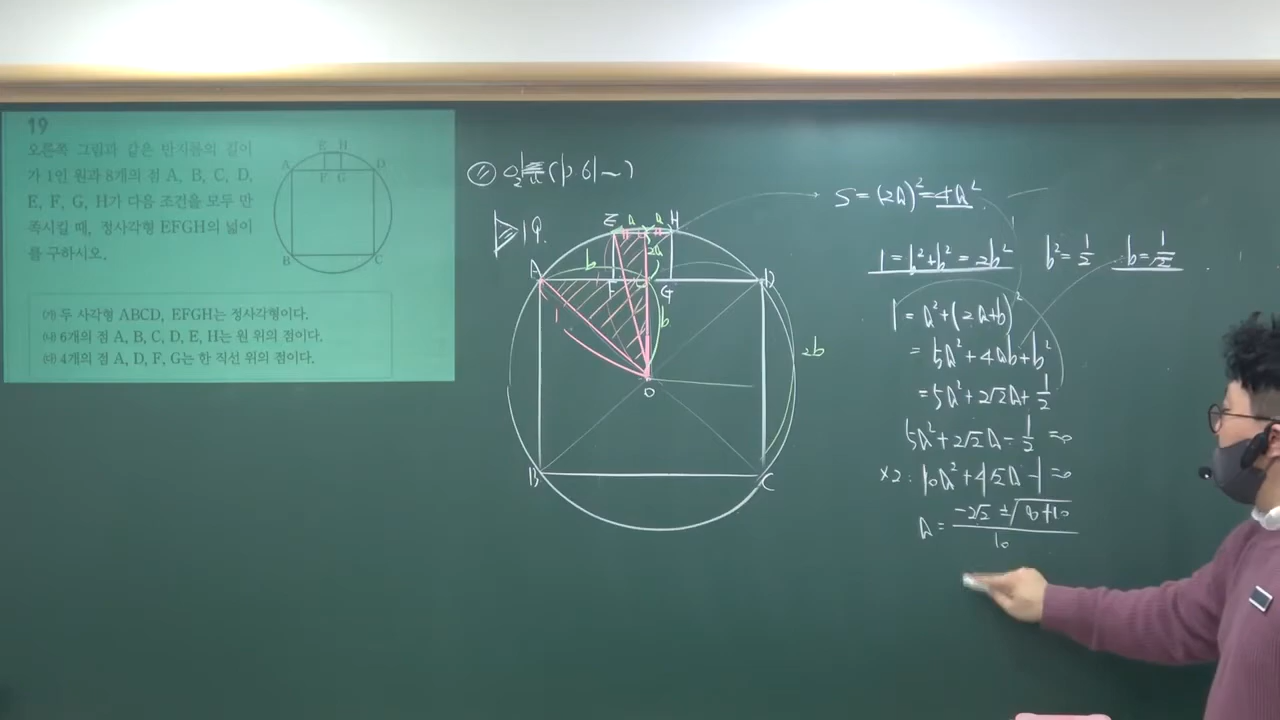 19
오른쪽 그림과 같은 반지름의 길이
가 1인 원과 8개의 점 A, B, C, D,
E, F, G, H가 다음 조건을 모두 만
족시킬 때, 정사각형 EFGH의 넓이
를 구하시오.
E H
A D
F G
B C
㈎ 두 사각형 ABCD, EFGH는 정사각형이다.
㈏ 6개의 점 A, B, C, D, E, H는 원 위의 점이다.
㈐ 4개의 점 A, D, F, G는 한 직선 위의 점이다.
(p.61~)
19.
E a a H
2a
A b F G D
1 b
2b
O
B C
S = (2a)² = 4a²
1 = b² + b² = 2b² b² = 1/2 b = 1/√2
1 = a² + (2a+b)²
= 5a² + 4ab + b²
= 5a² + 2√2a + 1/2
5a² + 2√2a - 1/2 = 0
×2 : 10a² + 4√2a - 1 = 0
a = (-2√2 ± √(8+10))/10